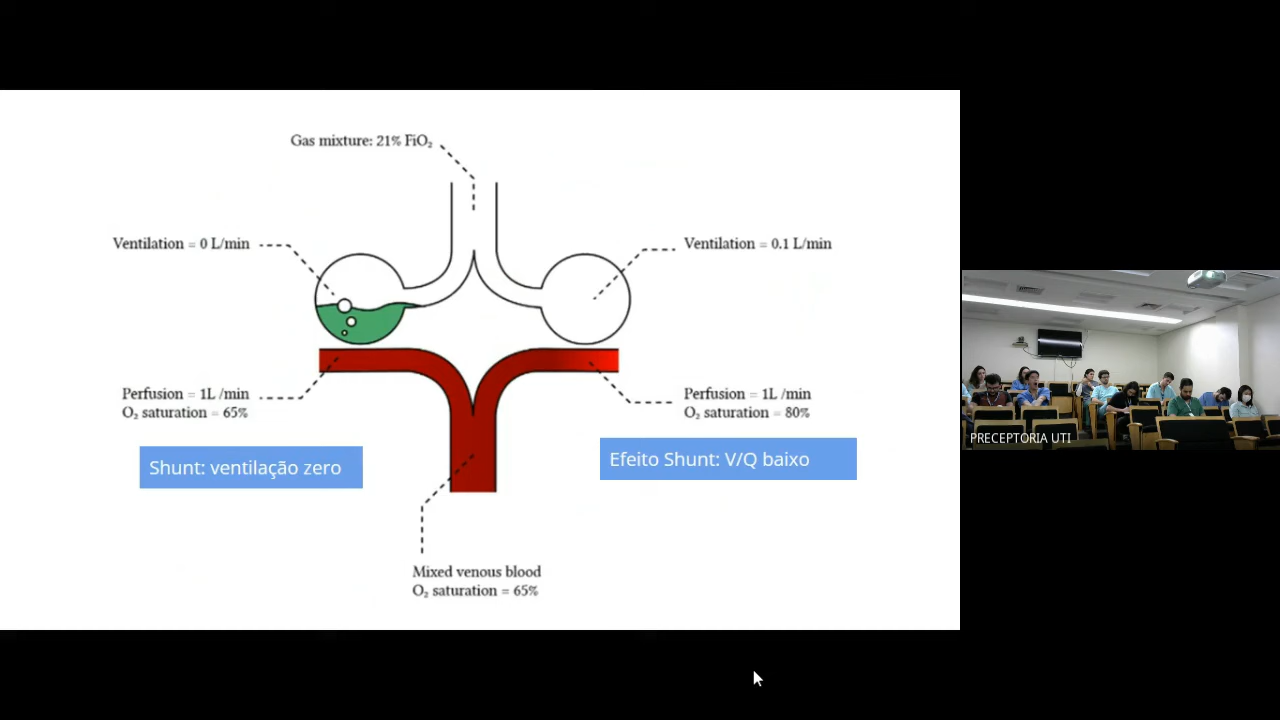 Gas mixture: 21% FiO₂
Ventilation = 0 L/min
Ventilation = 0.1 L/min
Perfusion = 1L /min
O₂ saturation = 65%
Perfusion = 1L /min
O₂ saturation = 80%
Shunt: ventilação zero
Efeito Shunt: V/Q baixo
Mixed venous blood
O₂ saturation = 65%
PRECEPTORIA UTI